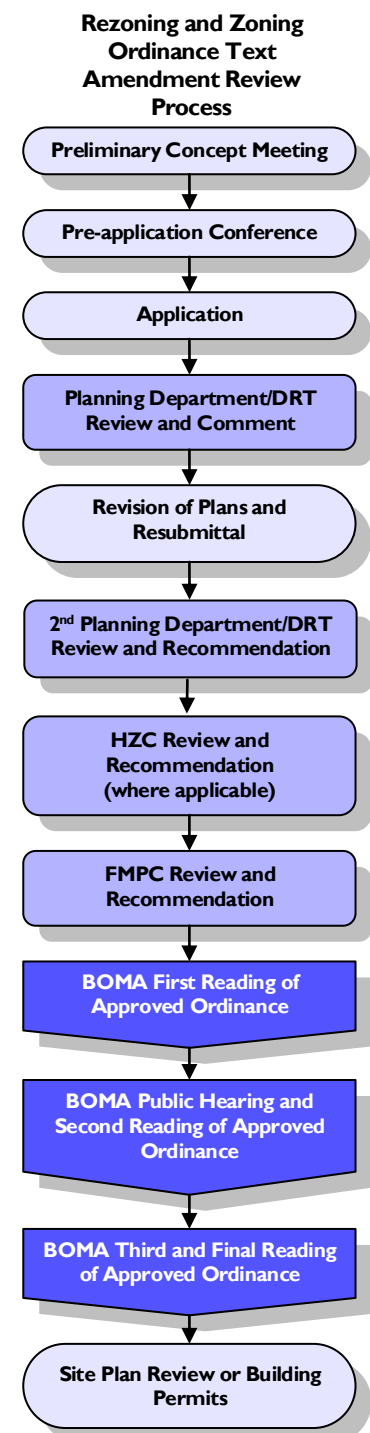 Rezoning and Zoning
Ordinance Text
Amendment Review
Process
Preliminary Concept Meeting
Pre-application Conference
Application
Planning Department/DRT
Review and Comment
Revision of Plans and
Resubmittal
2nd Planning Department/DRT
Review and Recommendation
HZC Review and
Recommendation
(where applicable)
FMPC Review and
Recommendation
BOMA First Reading of
Approved Ordinance
BOMA Public Hearing and
Second Reading of Approved
Ordinance
BOMA Third and Final Reading
of Approved Ordinance
Site Plan Review or Building
Permits